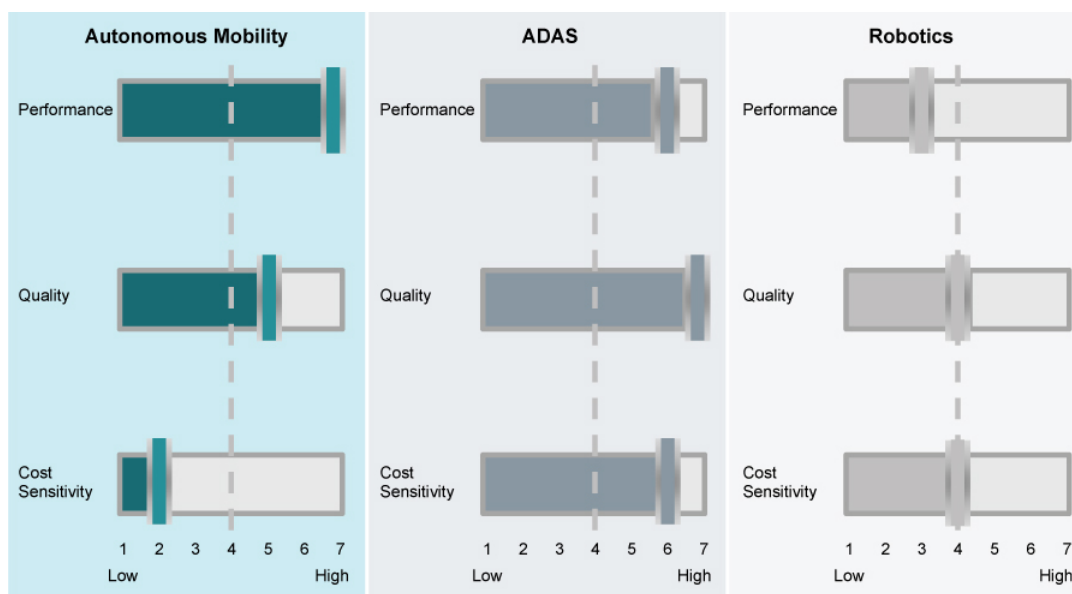 Autonomous Mobility
Performance
Quality
Cost
Sensitivity
1 2 3 4 5 6 7
Low High
ADAS
Performance
Quality
Cost
Sensitivity
1 2 3 4 5 6 7
Low High
Robotics
Performance
Quality
Cost
Sensitivity
1 2 3 4 5 6 7
Low High